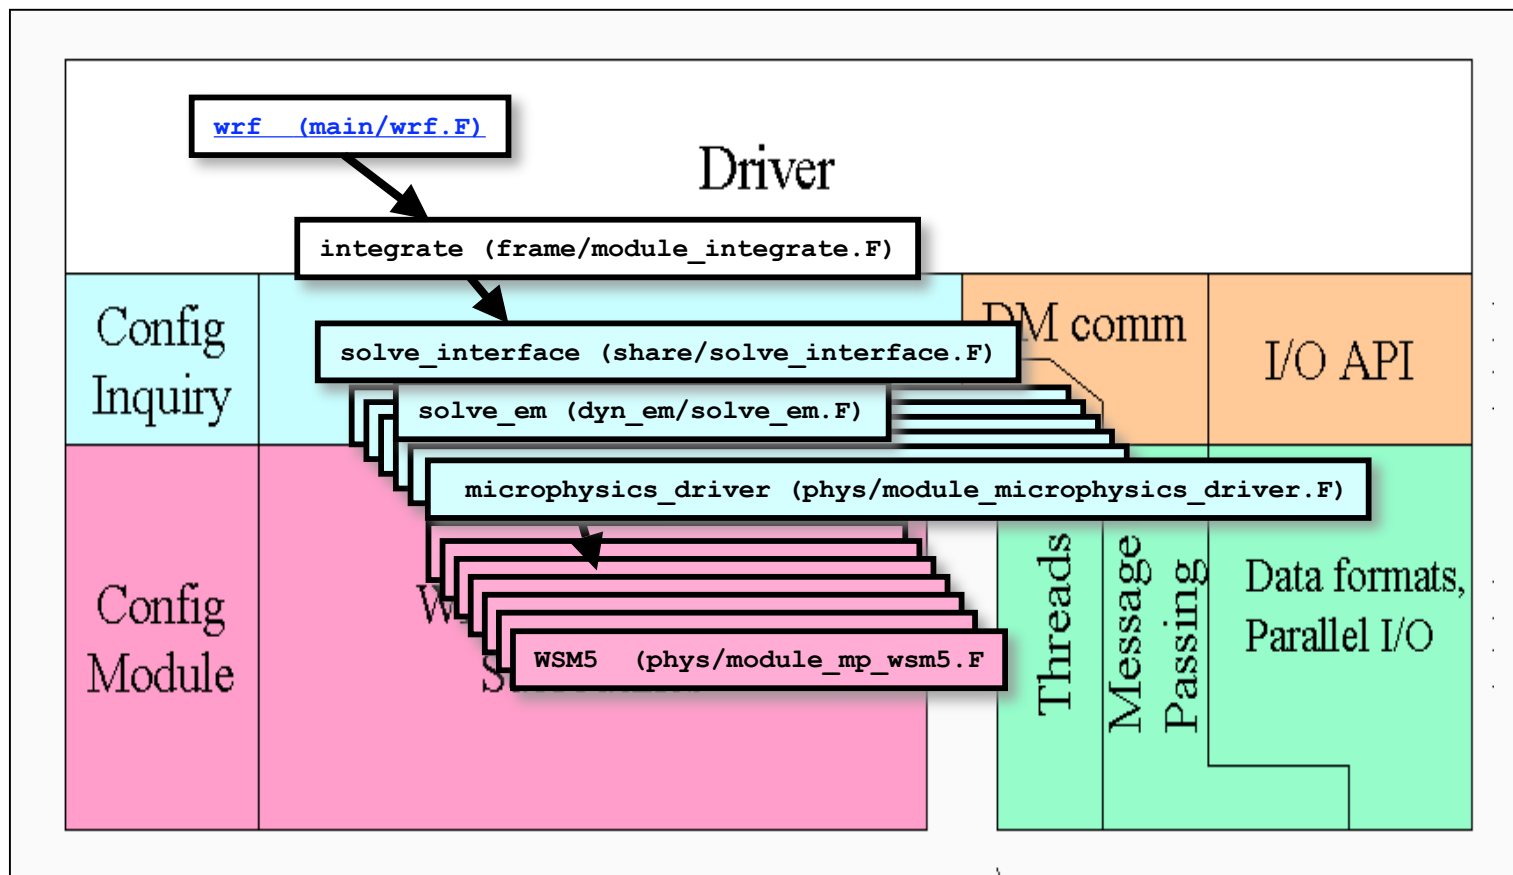 wrf  (main/wrf.F)
Driver
integrate (frame/module_integrate.F)
Config
Inquiry
solve_interface (share/solve_interface.F)
comm
I/O API
solve_em (dyn_em/solve_em.F)
microphysics_driver (phys/module_microphysics_driver.F)
Config
Module
WSM5  (phys/module_mp_wsm5.F
Threads
Message
Passing
Data formats,
Parallel I/O